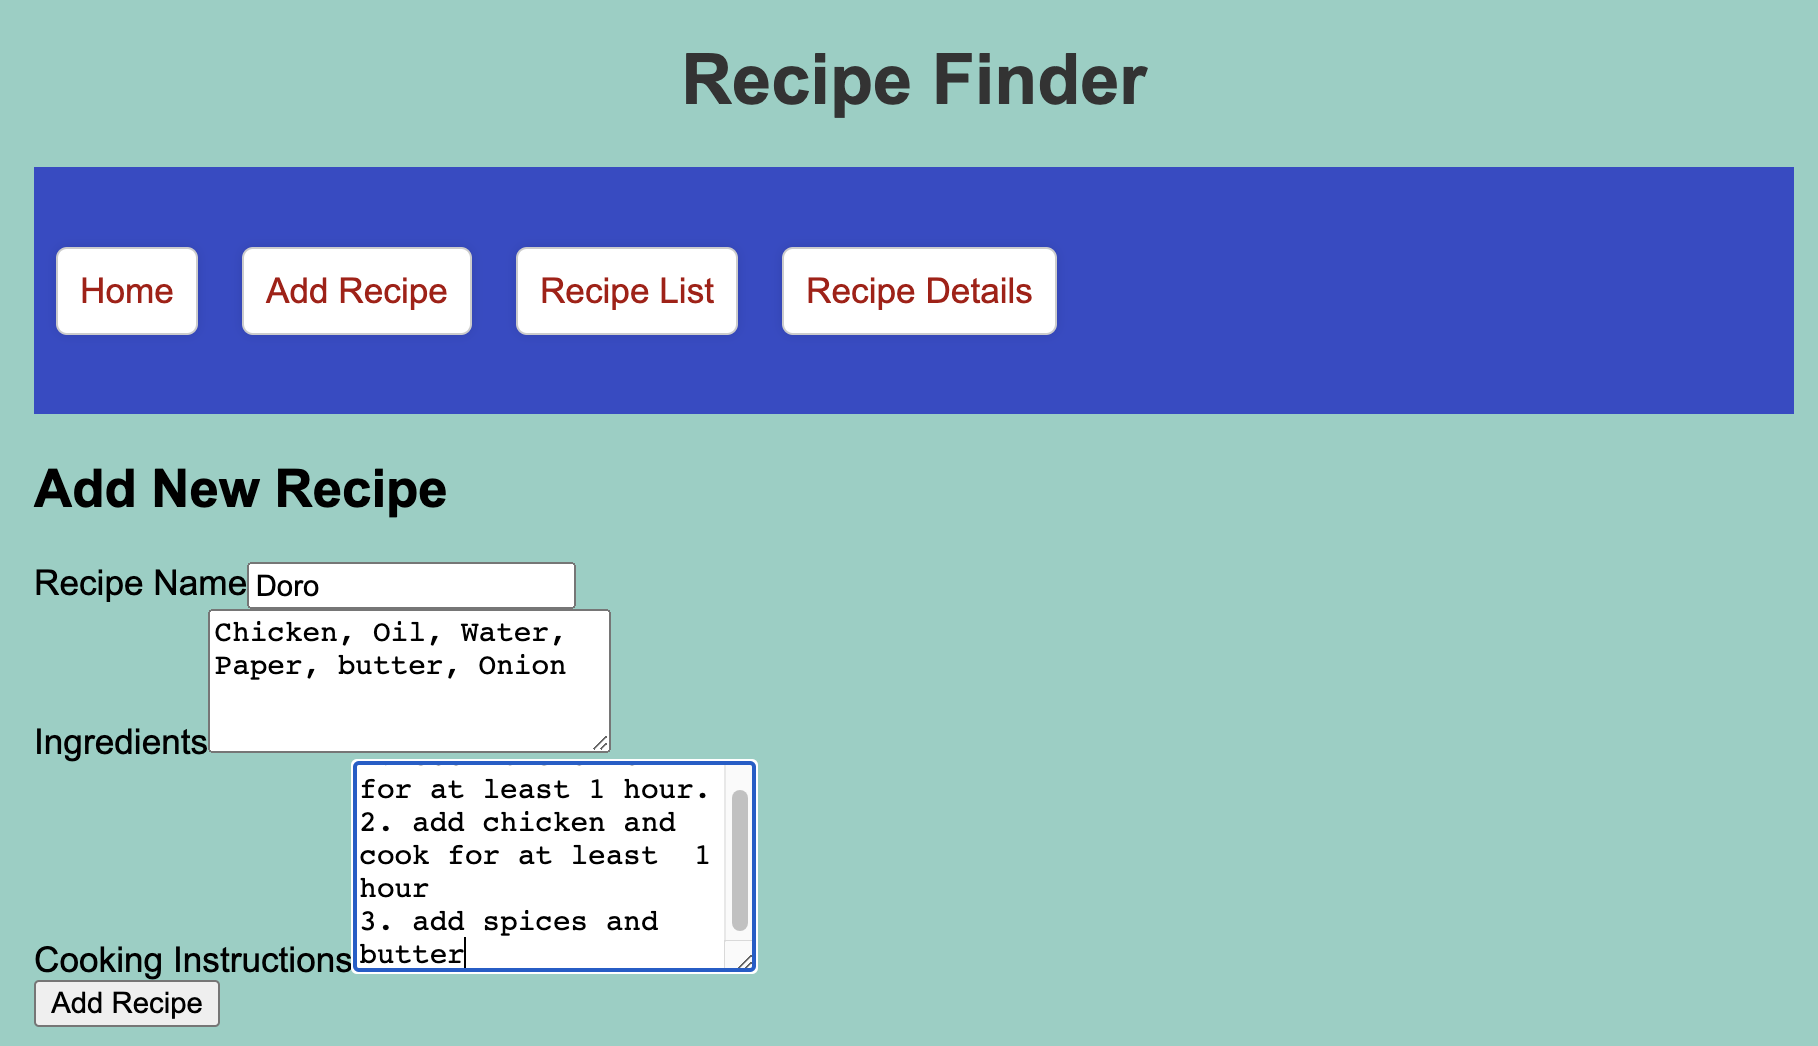 Recipe Finder
Home
Add Recipe
Recipe List
Recipe Details
Add New Recipe
Recipe Name
Doro
Ingredients
Chicken, Oil, Water,
Paper, butter, Onion
Cooking Instructions
for at least 1 hour.
2. add chicken and
cook for at least  1
hour
3. add spices and
butter
Add Recipe